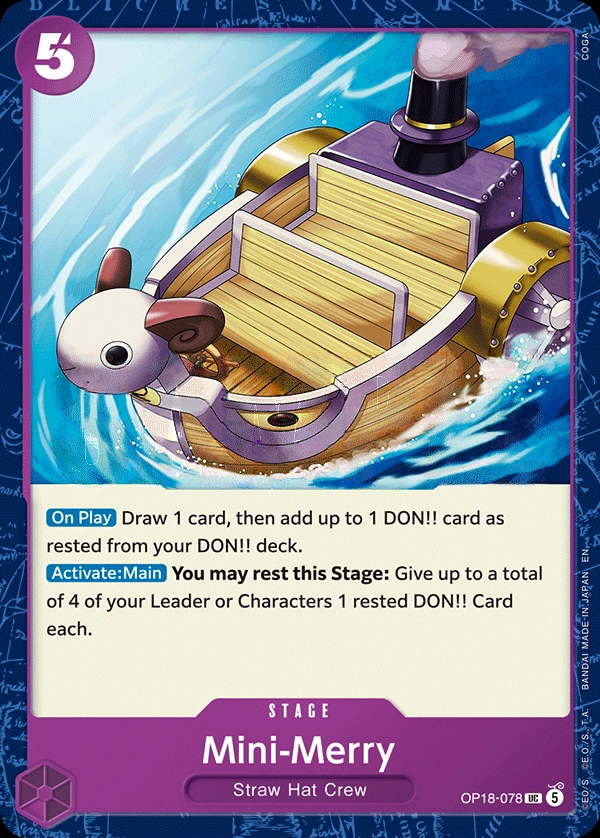 5
On Play Draw 1 card, then add up to 1 DON!! card as
rested from your DON!! deck.
Activate:Main You may rest this Stage: Give up to a total
of 4 of your Leader or Characters 1 rested DON!! Card
each.
STAGE
Mini-Merry
Straw Hat Crew
OP18-078 UC 5
COGA
BANDAI MADE IN JAPAN EN
©E.O./S. ©E.O./S.,T.A.